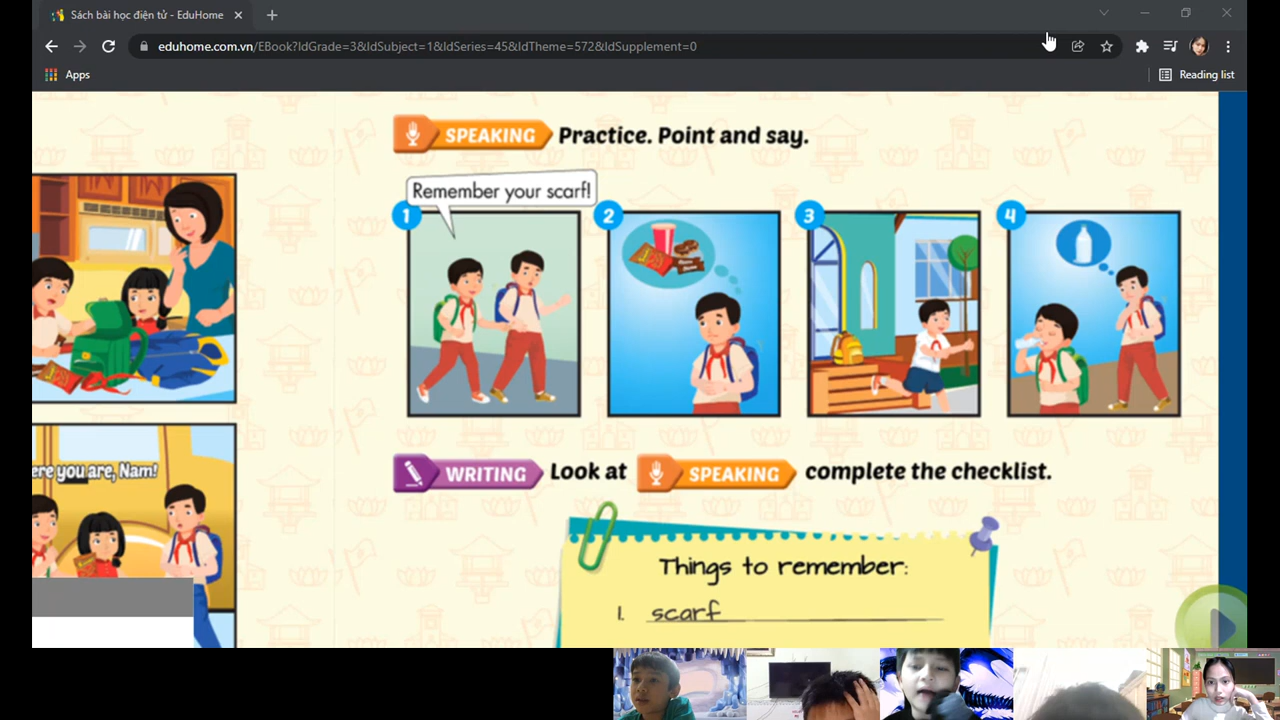 Sách bài học điện tử - EduHome
eduhome.com.vn/EBook?IdGrade=3&IdSubject=1&IdSeries=45&IdTheme=572&IdSupplement=0
Apps
Reading list
SPEAKING Practice. Point and say.
Remember your scarf!
1
2
3
4
WRITING Look at SPEAKING complete the checklist.
ere you are, Nam!
Things to remember:
1. scarf